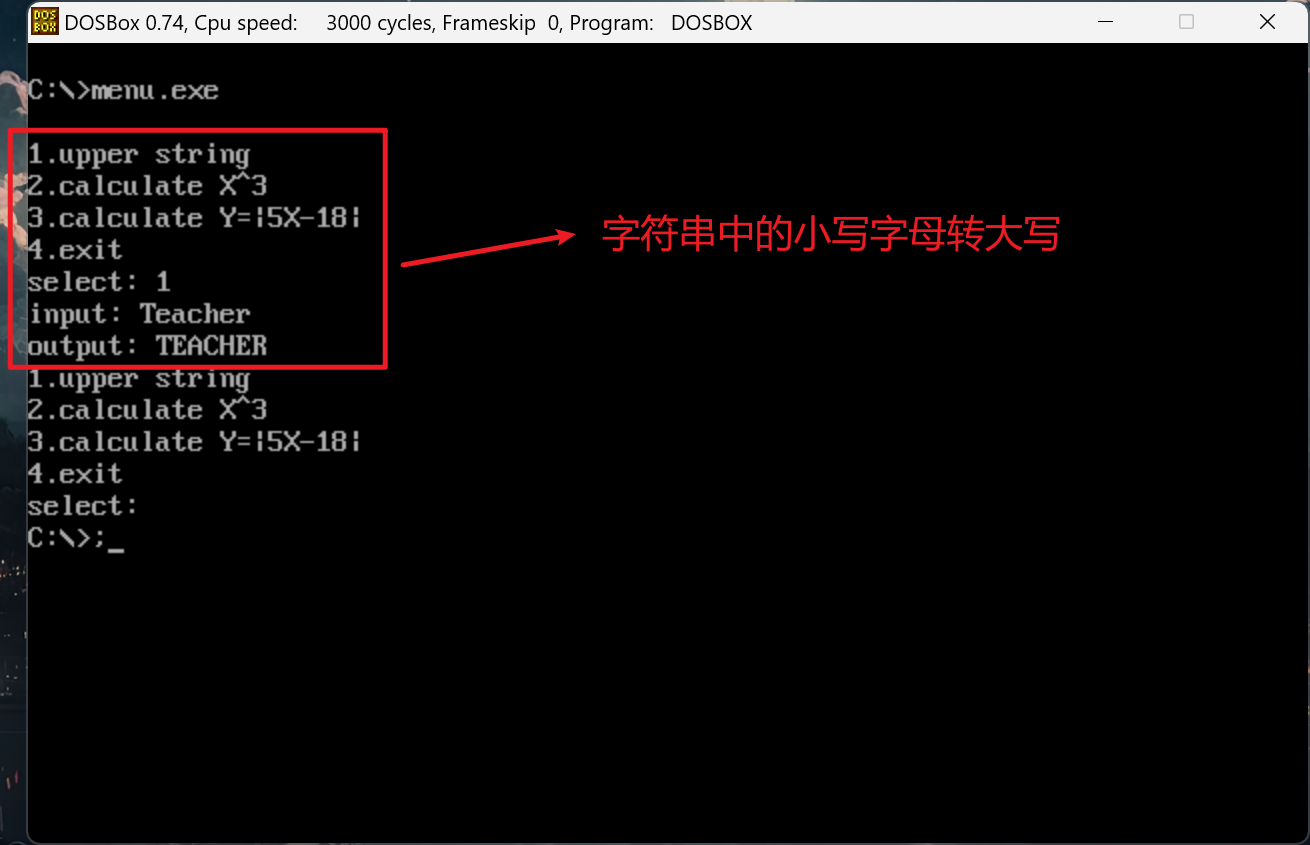 DOS
BOX
DOSBox 0.74, Cpu speed: 3000 cycles, Frameskip 0, Program: DOSBOX
C:\>menu.exe
1.upper string
2.calculate X^3
3.calculate Y=|5X-18|
4.exit
select: 1
input: Teacher
output: TEACHER
字符串中的小写字母转大写
1.upper string
2.calculate X^3
3.calculate Y=|5X-18|
4.exit
select:
C:\>;_